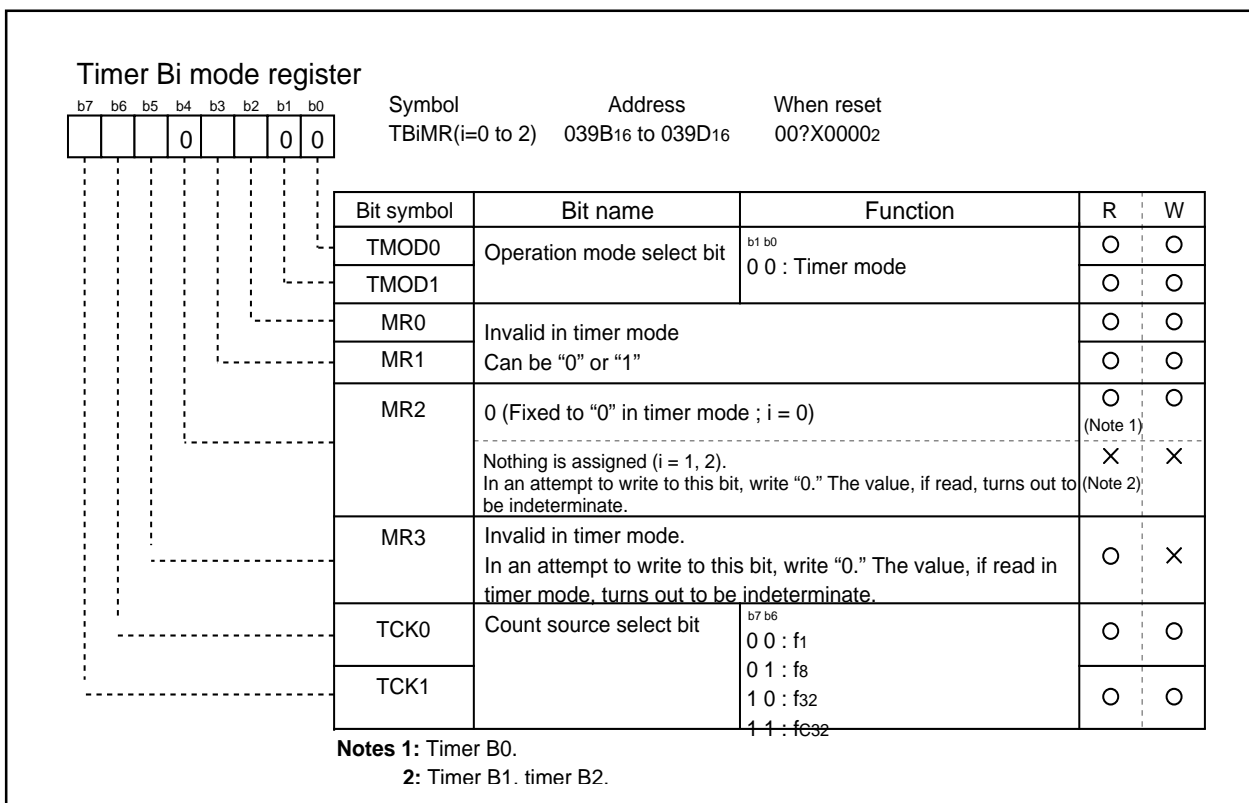 Timer Bi mode register
b7 b6 b5 b4 b3 b2 b1 b0
0 0 0
Symbol Address When reset
TBiMR(i=0 to 2) 039B16 to 039D16 00?X00002
Bit symbol Bit name Function R W
TMOD0 Operation mode select bit b1 b0 O O
0 0 : Timer mode
TMOD1 O O
MR0 Invalid in timer mode O O
MR1 Can be “0” or “1” O O
MR2 0 (Fixed to “0” in timer mode ; i = 0) O O
(Note 1)
Nothing is assigned (i = 1, 2). X X
In an attempt to write to this bit, write “0.” The value, if read, turns out to (Note 2)
be indeterminate.
MR3 Invalid in timer mode.
In an attempt to write to this bit, write “0.” The value, if read in O X
timer mode, turns out to be indeterminate.
TCK0 Count source select bit b7 b6 O O
0 0 : f1
0 1 : f8
TCK1 O O
1 0 : f32
1 1 : fC32
Notes 1: Timer B0.
2: Timer B1, timer B2.